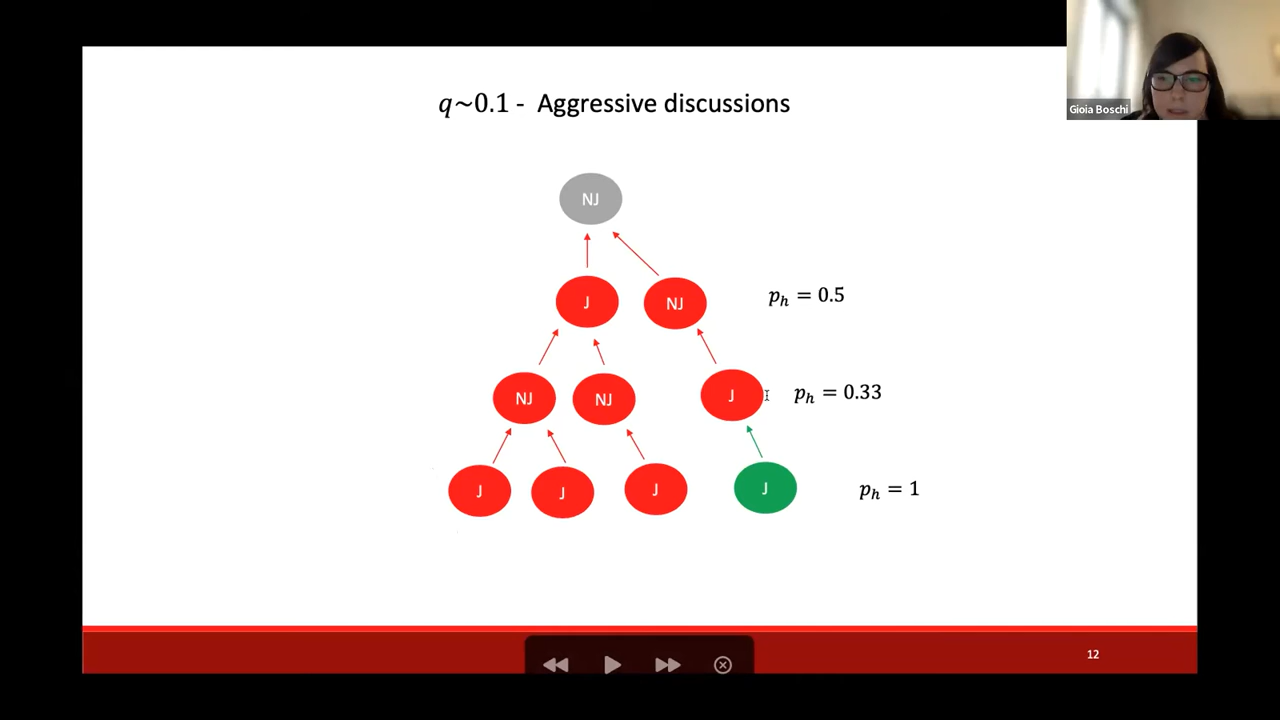 Gioia Boschi
q~0.1 - Aggressive discussions
NJ
J NJ p_h = 0.5
NJ NJ J p_h = 0.33
J J J J p_h = 1
12